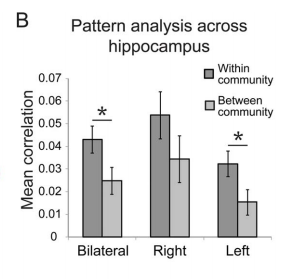 B
Pattern analysis across
hippocampus
Mean correlation
0.07
0.06
0.05
0.04
0.03
0.02
0.01
0
Within
community
Between
community
*
*
Bilateral
Right
Left